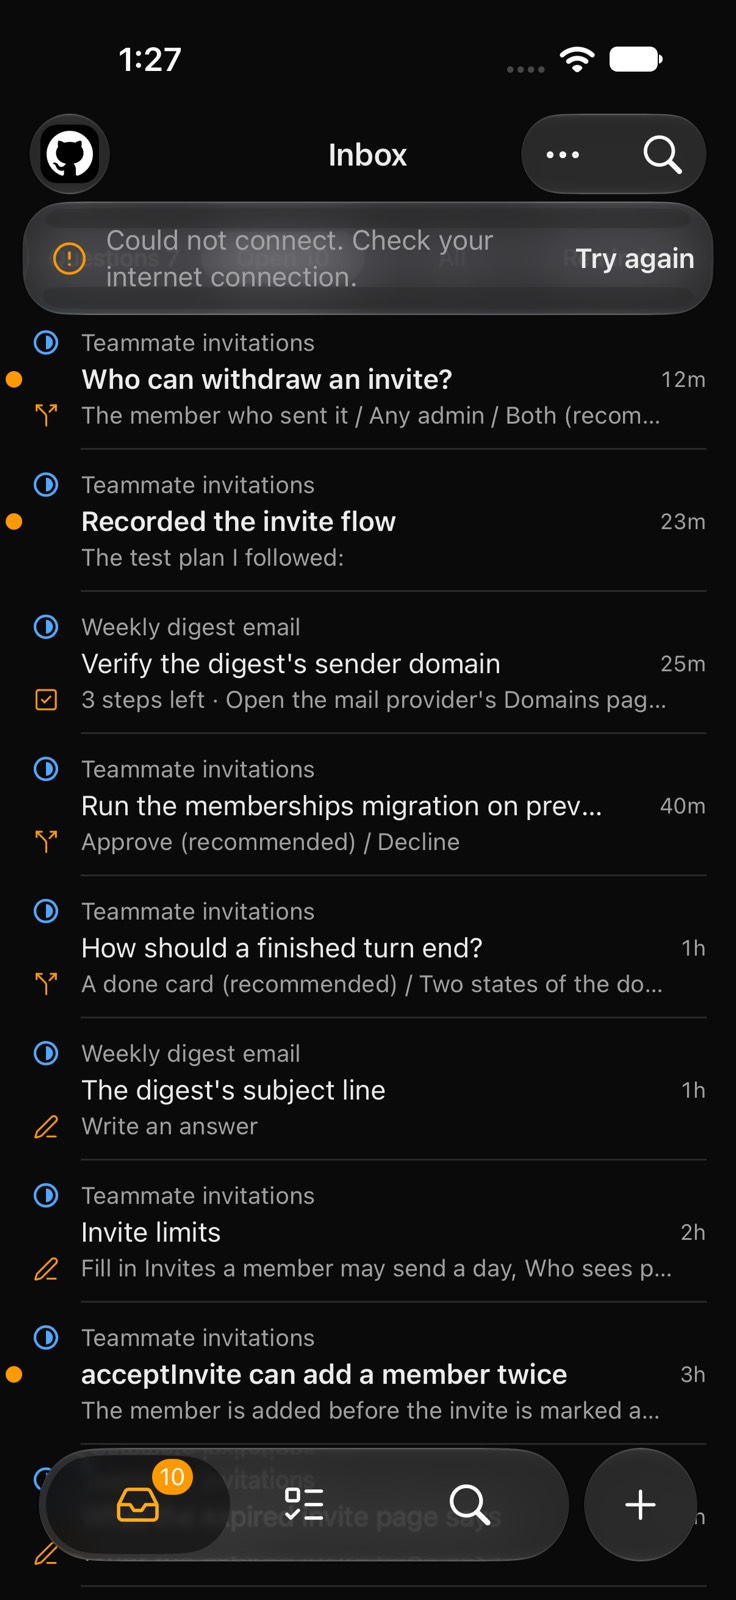 1:27
Inbox
Could not connect. Check your
internet connection.
Try again
Teammate invitations
Who can withdraw an invite?
12m
The member who sent it / Any admin / Both (recom...
Teammate invitations
Recorded the invite flow
23m
The test plan I followed:
Weekly digest email
Verify the digest's sender domain
25m
3 steps left · Open the mail provider's Domains pag...
Teammate invitations
Run the memberships migration on prev...
40m
Approve (recommended) / Decline
Teammate invitations
How should a finished turn end?
1h
A done card (recommended) / Two states of the do...
Weekly digest email
The digest's subject line
1h
Write an answer
Teammate invitations
Invite limits
2h
Fill in Invites a member may send a day, Who sees p...
Teammate invitations
acceptInvite can add a member twice
3h
The member is added before the invite is marked a...
10
expired invite page says